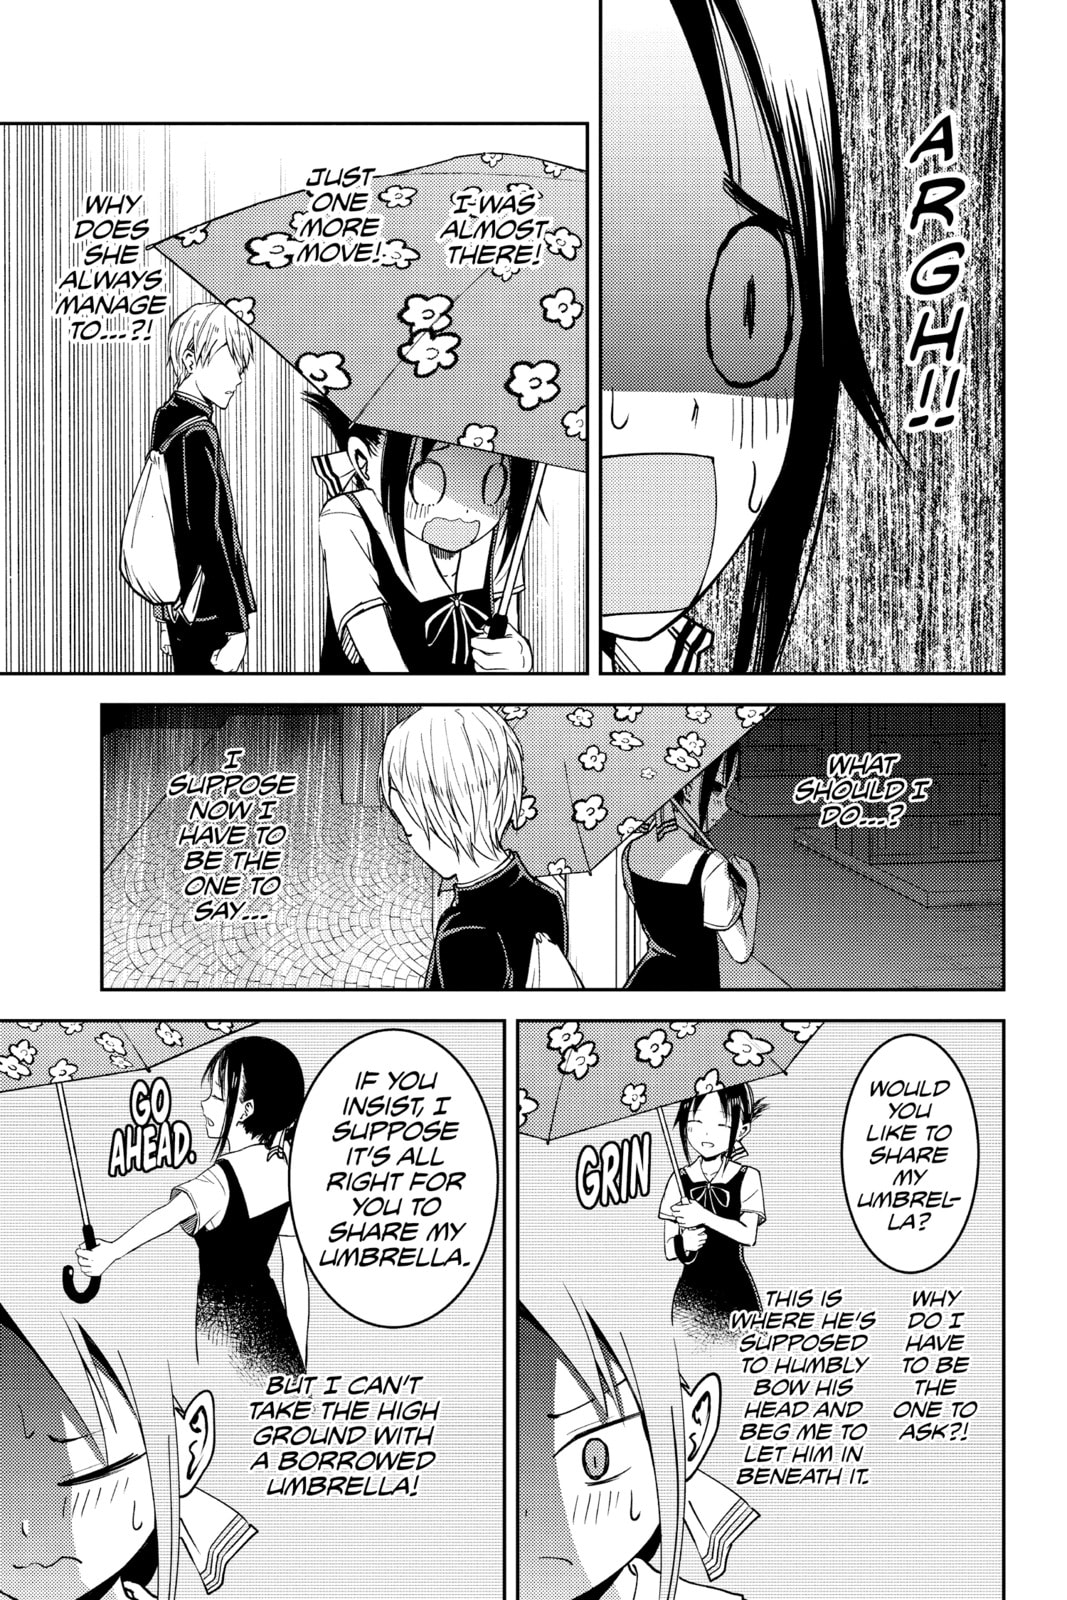 ARGH!!
I WAS
ALMOST
THERE!
JUST
ONE
MORE
MOVE!
WHY
DOES
SHE
ALWAYS
MANAGE
TO...?!
WHAT
SHOULD I
DO...?
I
SUPPOSE
NOW I
HAVE TO
BE THE
ONE TO
SAY...
WOULD
YOU
LIKE TO
SHARE
MY
UMBREL-
LA?
GRIN
WHY
DO I
HAVE
TO BE
THE
ONE TO
ASK?!
THIS IS
WHERE HE'S
SUPPOSED
TO HUMBLY
BOW HIS
HEAD AND
BEG ME TO
LET HIM IN
BENEATH IT.
IF YOU
INSIST, I
SUPPOSE
IT'S ALL
RIGHT FOR
YOU TO
SHARE MY
UMBRELLA.
GO
AHEAD.
BUT I CAN'T
TAKE THE HIGH
GROUND WITH
A BORROWED
UMBRELLA!